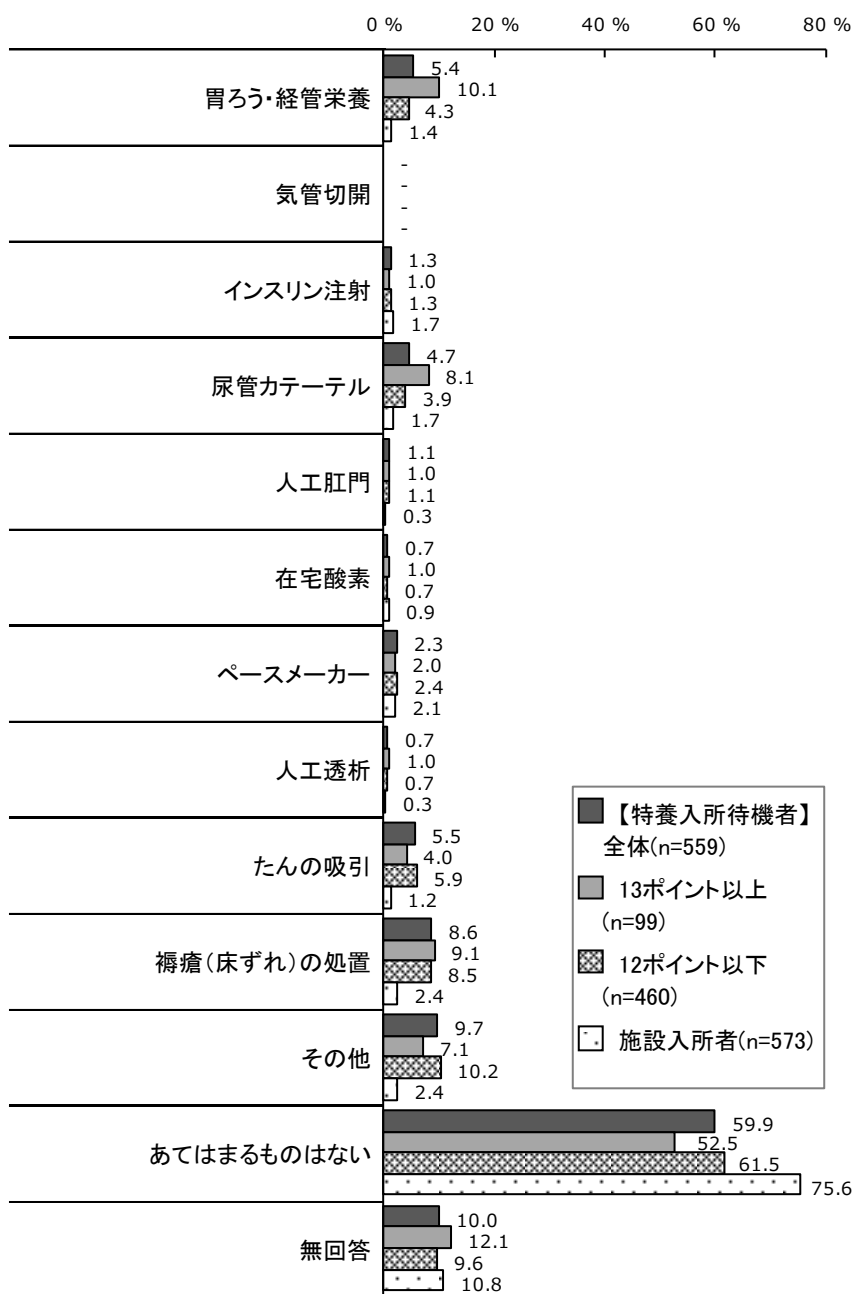 0 % 20 % 40 % 60 % 80 %
胃ろう・経管栄養
5.4
10.1
4.3
1.4
気管切開
-
-
-
-
インスリン注射
1.3
1.0
1.3
1.7
尿管カテーテル
4.7
8.1
3.9
1.7
人工肛門
1.1
1.0
1.1
0.3
在宅酸素
0.7
1.0
0.7
0.9
ペースメーカー
2.3
2.0
2.4
2.1
人工透析
0.7
1.0
0.7
0.3
たんの吸引
5.5
4.0
5.9
1.2
褥瘡(床ずれ)の処置
8.6
9.1
8.5
2.4
その他
9.7
7.1
10.2
2.4
あてはまるものはない
59.9
52.5
61.5
75.6
無回答
10.0
12.1
9.6
10.8
【特養入所待機者】
全体(n=559)
13ポイント以上
(n=99)
12ポイント以下
(n=460)
施設入所者(n=573)